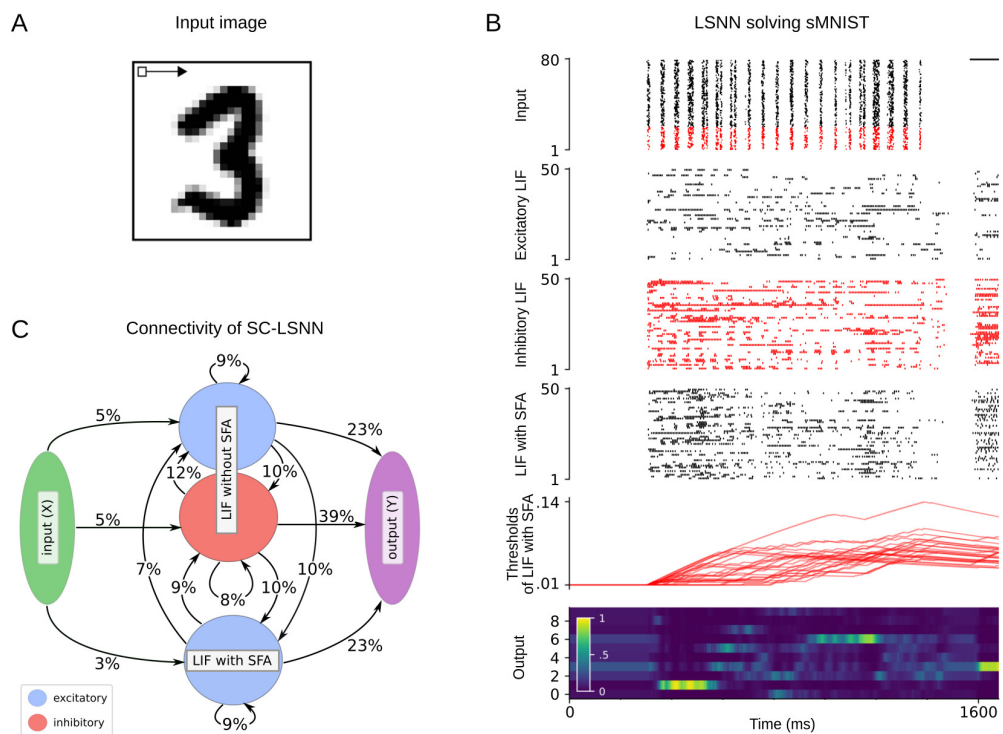 A
Input image
B
LSNN solving sMNIST
80
Input
1
50
Excitatory LIF
1
50
Inhibitory LIF
1
50
LIF with SFA
1
.14
Thresholds
of LIF with SFA
.01
8
6
4
2
0
Output
1
.5
0
0
1600
Time (ms)
C
Connectivity of SC-LSNN
9%
5%
23%
12%
10%
LIF without SFA
input (X)
5%
39%
output (Y)
7%
9%
8%
10%
10%
3%
LIF with SFA
23%
9%
excitatory
inhibitory